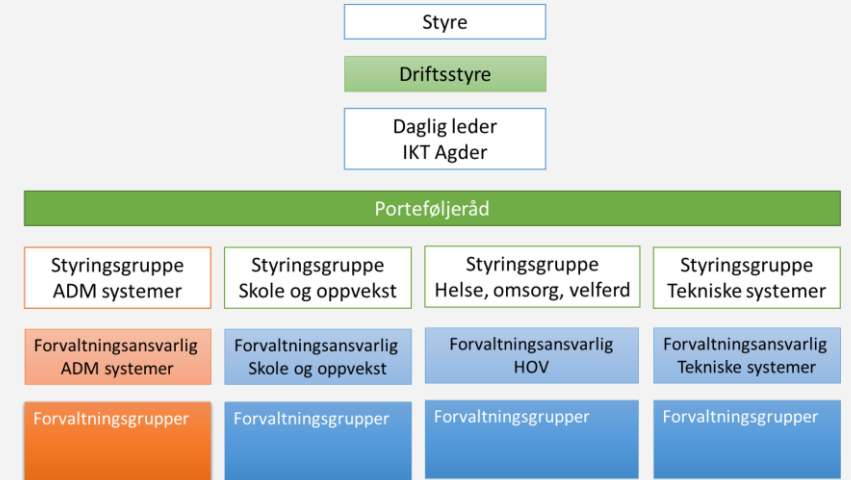 Styre
Driftsstyre
Daglig leder
IKT Agder
Porteføljeråd
Styringsgruppe
ADM systemer
Styringsgruppe
Skole og oppvekst
Styringsgruppe
Helse, omsorg, velferd
Styringsgruppe
Tekniske systemer
Forvaltningsansvarlig
ADM systemer
Forvaltningsansvarlig
Skole og oppvekst
Forvaltningsansvarlig
HOV
Forvaltningsansvarlig
Tekniske systemer
Forvaltningsgrupper
Forvaltningsgrupper
Forvaltningsgrupper
Forvaltningsgrupper